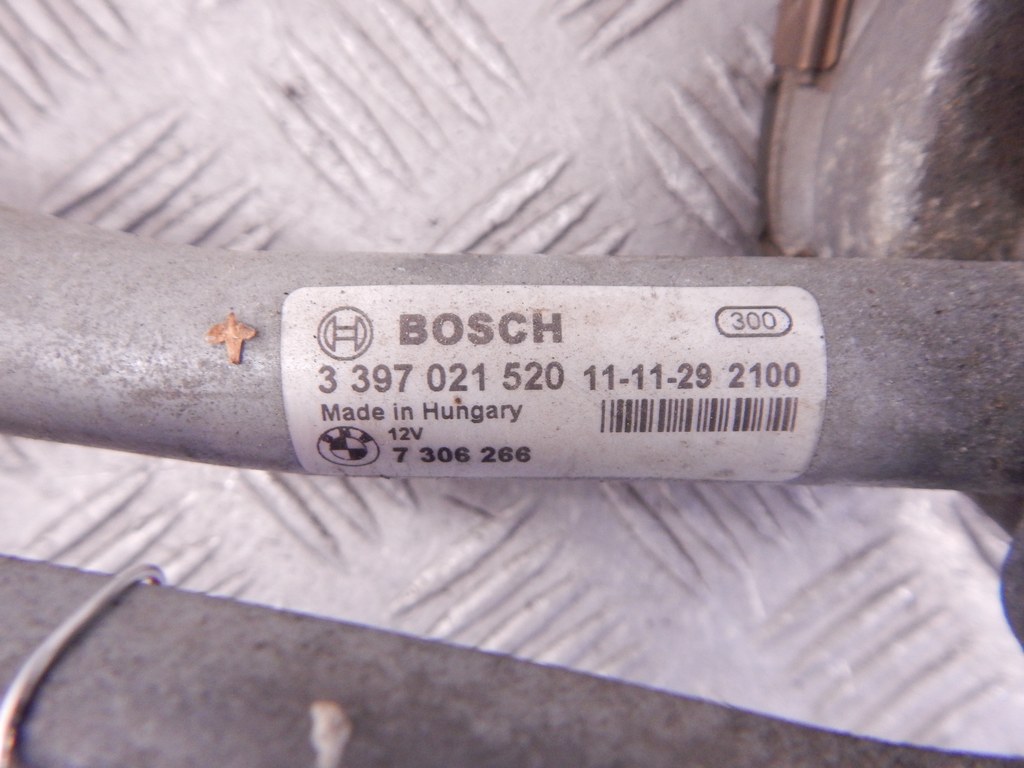 BOSCH 300
3 397 021 520 11-11-29 2100
Made in Hungary
12V
7 306 266